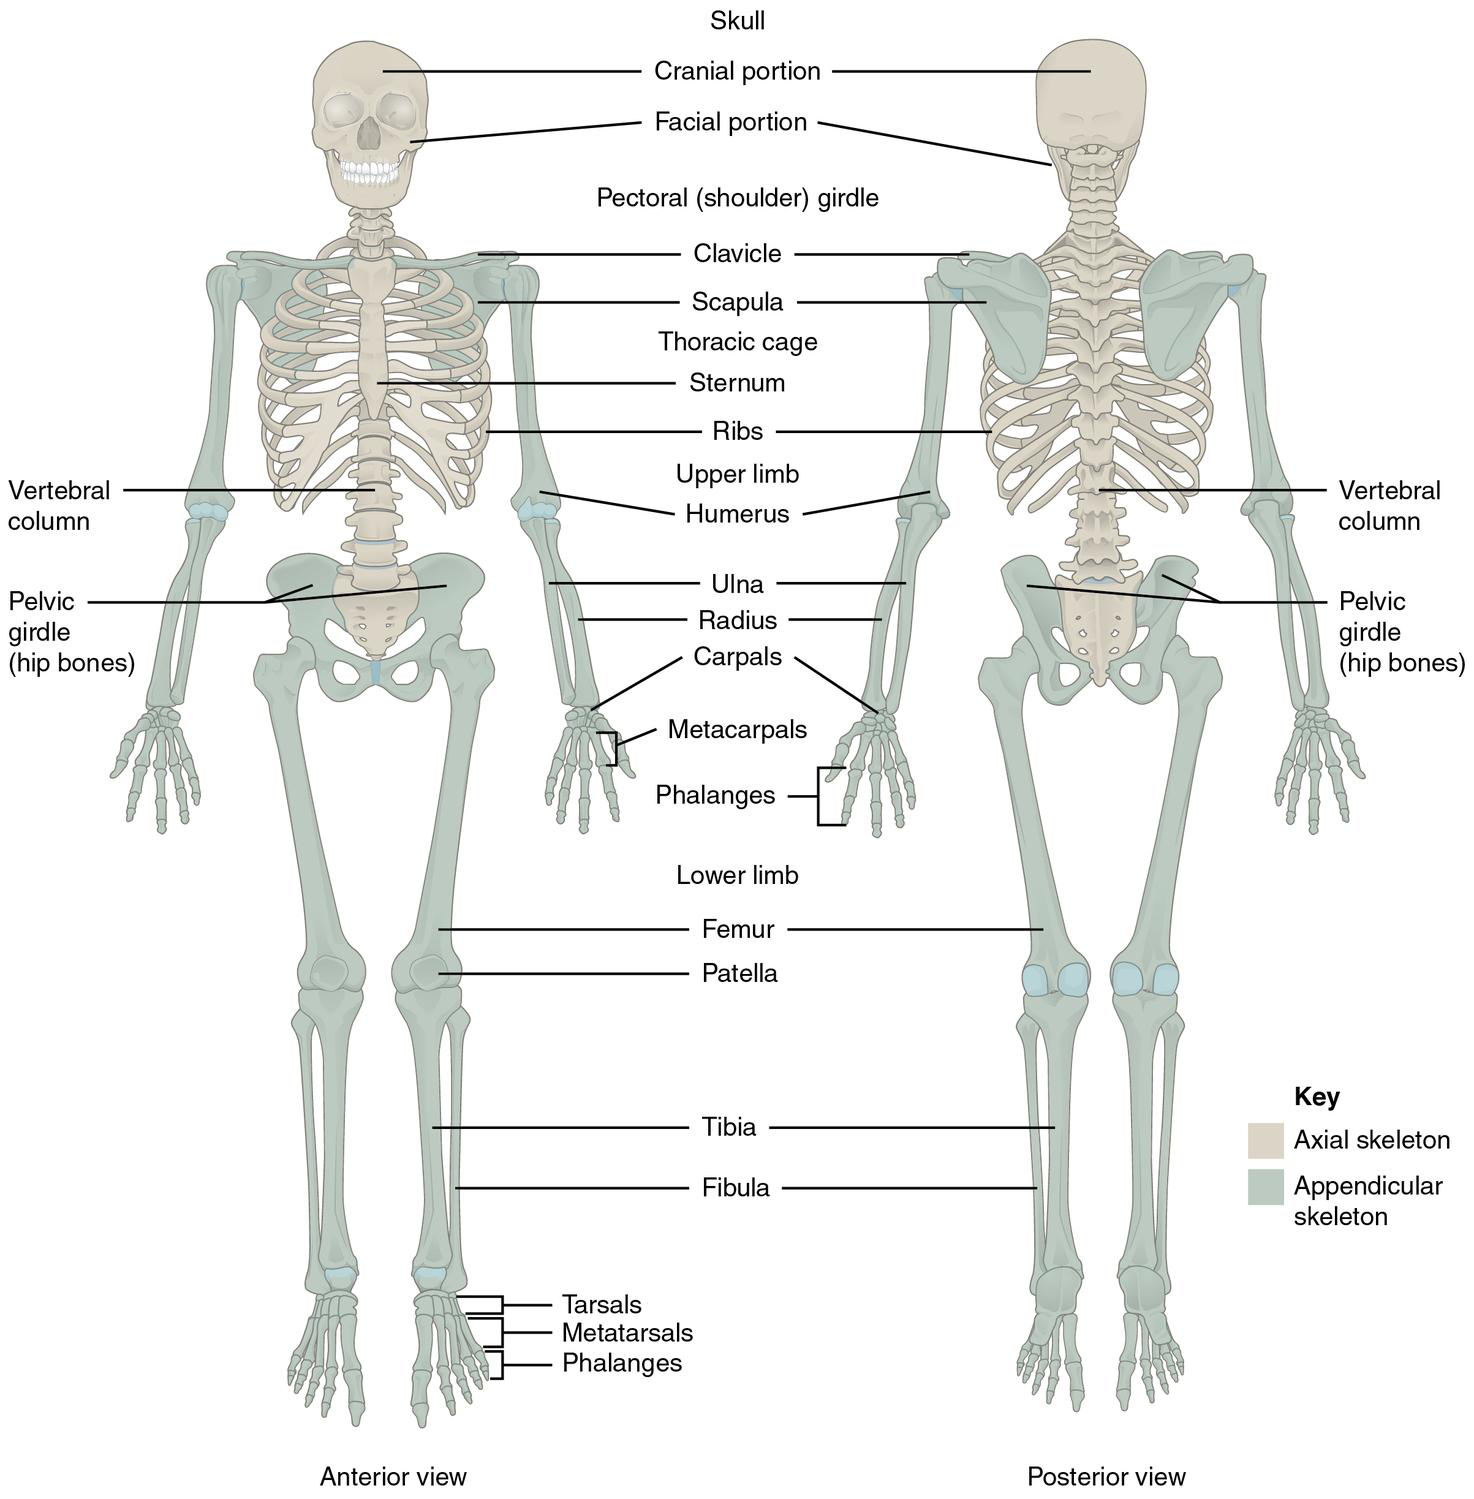 Skull
Cranial portion
Facial portion
Pectoral (shoulder) girdle
Clavicle
Scapula
Thoracic cage
Sternum
Ribs
Upper limb
Humerus
Vertebral
column
Vertebral
column
Ulna
Pelvic
girdle
(hip bones)
Pelvic
girdle
(hip bones)
Radius
Carpals
Metacarpals
Phalanges
Lower limb
Femur
Patella
Tibia
Fibula
Key
Axial skeleton
Appendicular
skeleton
Tarsals
Metatarsals
Phalanges
Anterior view
Posterior view